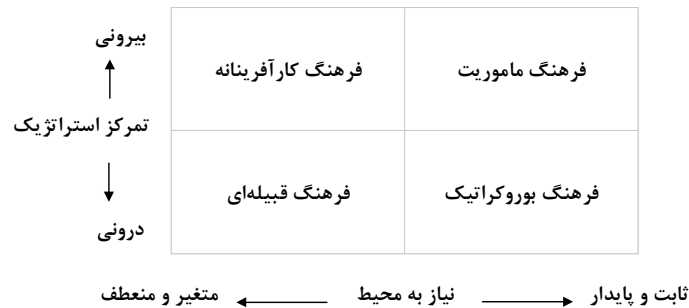 بیرونی
فرهنگ ماموریت
فرهنگ کارآفرینانه
تمرکز استراتژیک
فرهنگ بوروکراتیک
فرهنگ قبیله‌ای
درونی
ثابت و پایدار
نیاز به محیط
متغیر و منعطف